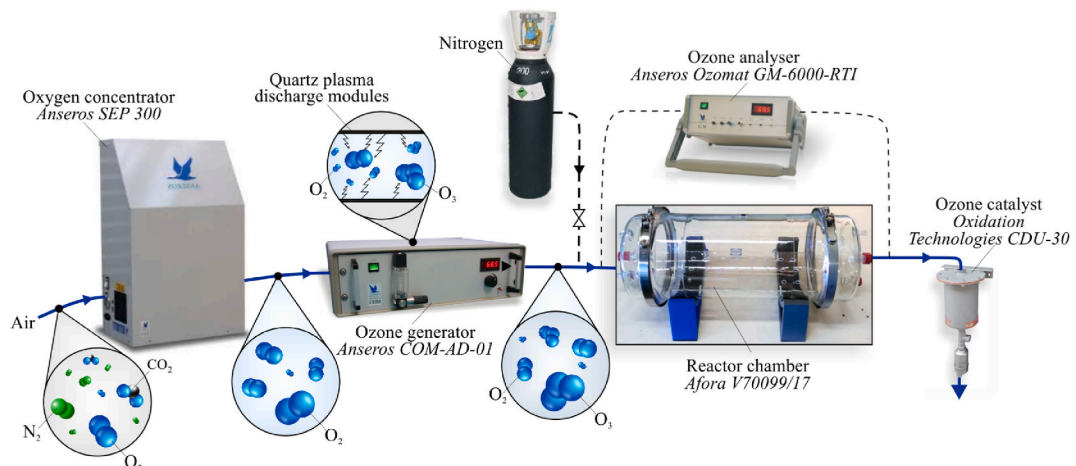 Nitrogen
Ozone analyser
Anseros Ozomat GM-6000-RTI
Quartz plasma
discharge modules
Oxygen concentrator
Anseros SEP 300
O₂
O₃
Ozone catalyst
Oxidation
Technologies CDU-30
Air
Ozone generator
Anseros COM-AD-01
Reactor chamber
Afora V70099/17
CO₂
N₂
O₂
O₂
O₂
O₃